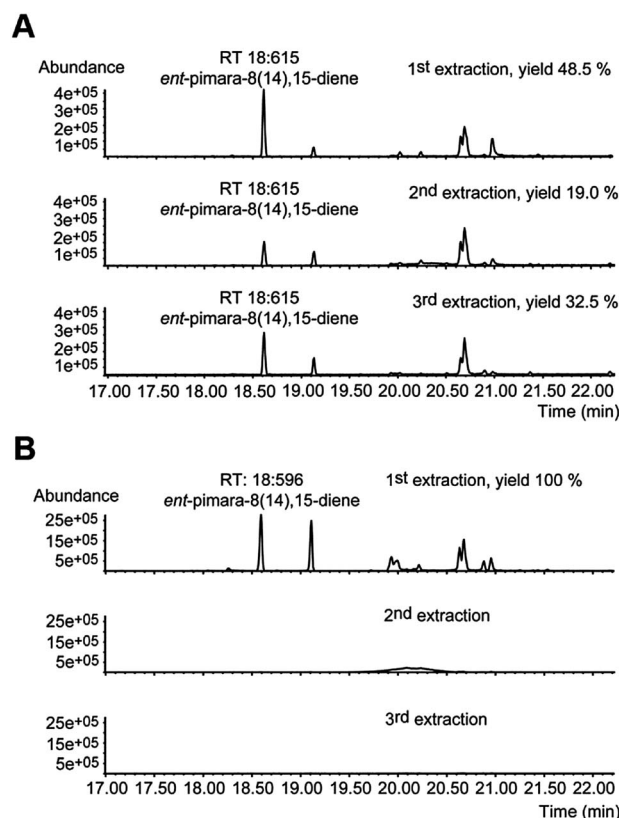 A
RT 18:615
Abundance
ent-pimara-8(14),15-diene
1st extraction, yield 48.5 %
4e+05
3e+05
2e+05
1e+05
RT 18:615
ent-pimara-8(14),15-diene
2nd extraction, yield 19.0 %
4e+05
3e+05
2e+05
1e+05
RT 18:615
ent-pimara-8(14),15-diene
3rd extraction, yield 32.5 %
4e+05
3e+05
2e+05
1e+05
17.00 17.50 18.00 18.50 19.00 19.50 20.00 20.50 21.00 21.50 22.00
Time (min)
B
RT: 18:596
Abundance
ent-pimara-8(14),15-diene
1st extraction, yield 100 %
25e+05
15e+05
5e+05
2nd extraction
25e+05
15e+05
5e+05
3rd extraction
25e+05
15e+05
5e+05
17.00 17.50 18.00 18.50 19.00 19.50 20.00 20.50 21.00 21.50 22.00
Time (min)